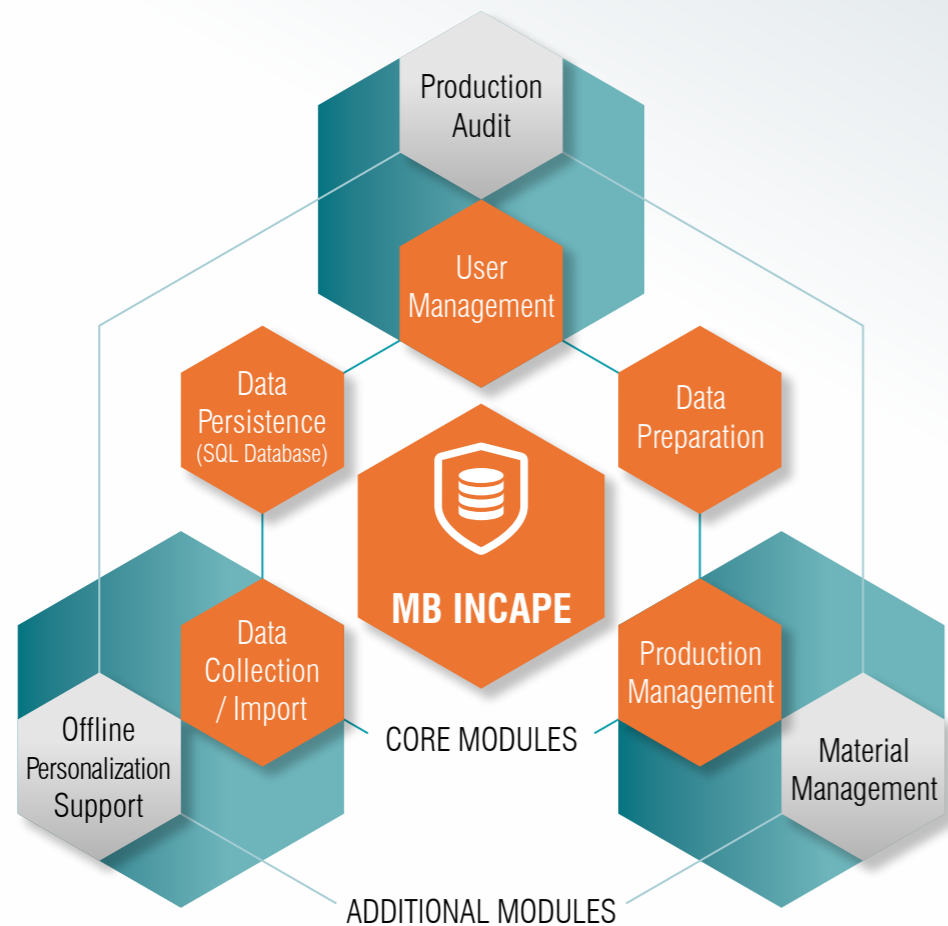 Production
Audit
User
Management
Data
Persistence
(SQL Database)
Data
Preparation
MB INCAPE
Data
Collection
/ Import
Production
Management
CORE MODULES
Offline
Personalization
Support
Material
Management
ADDITIONAL MODULES